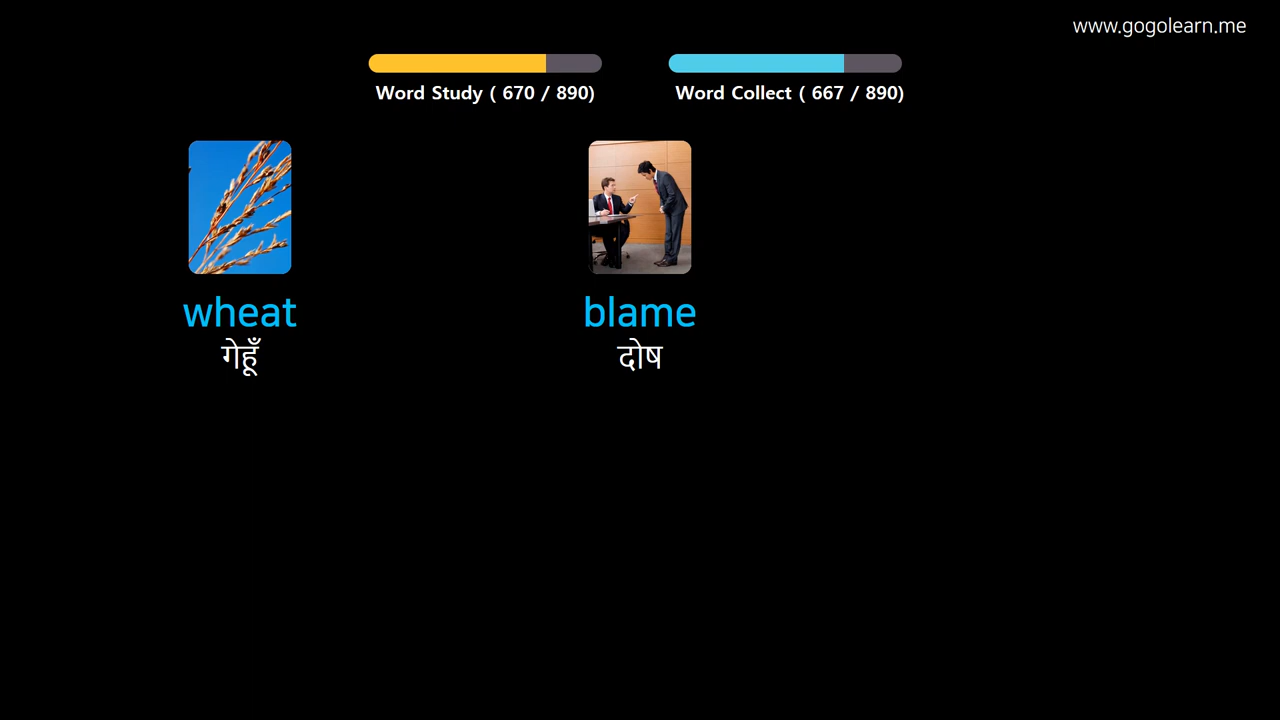 www.gogolearn.me
Word Study ( 670 / 890)
Word Collect ( 667 / 890)
wheat
गेहूँ
blame
दोष